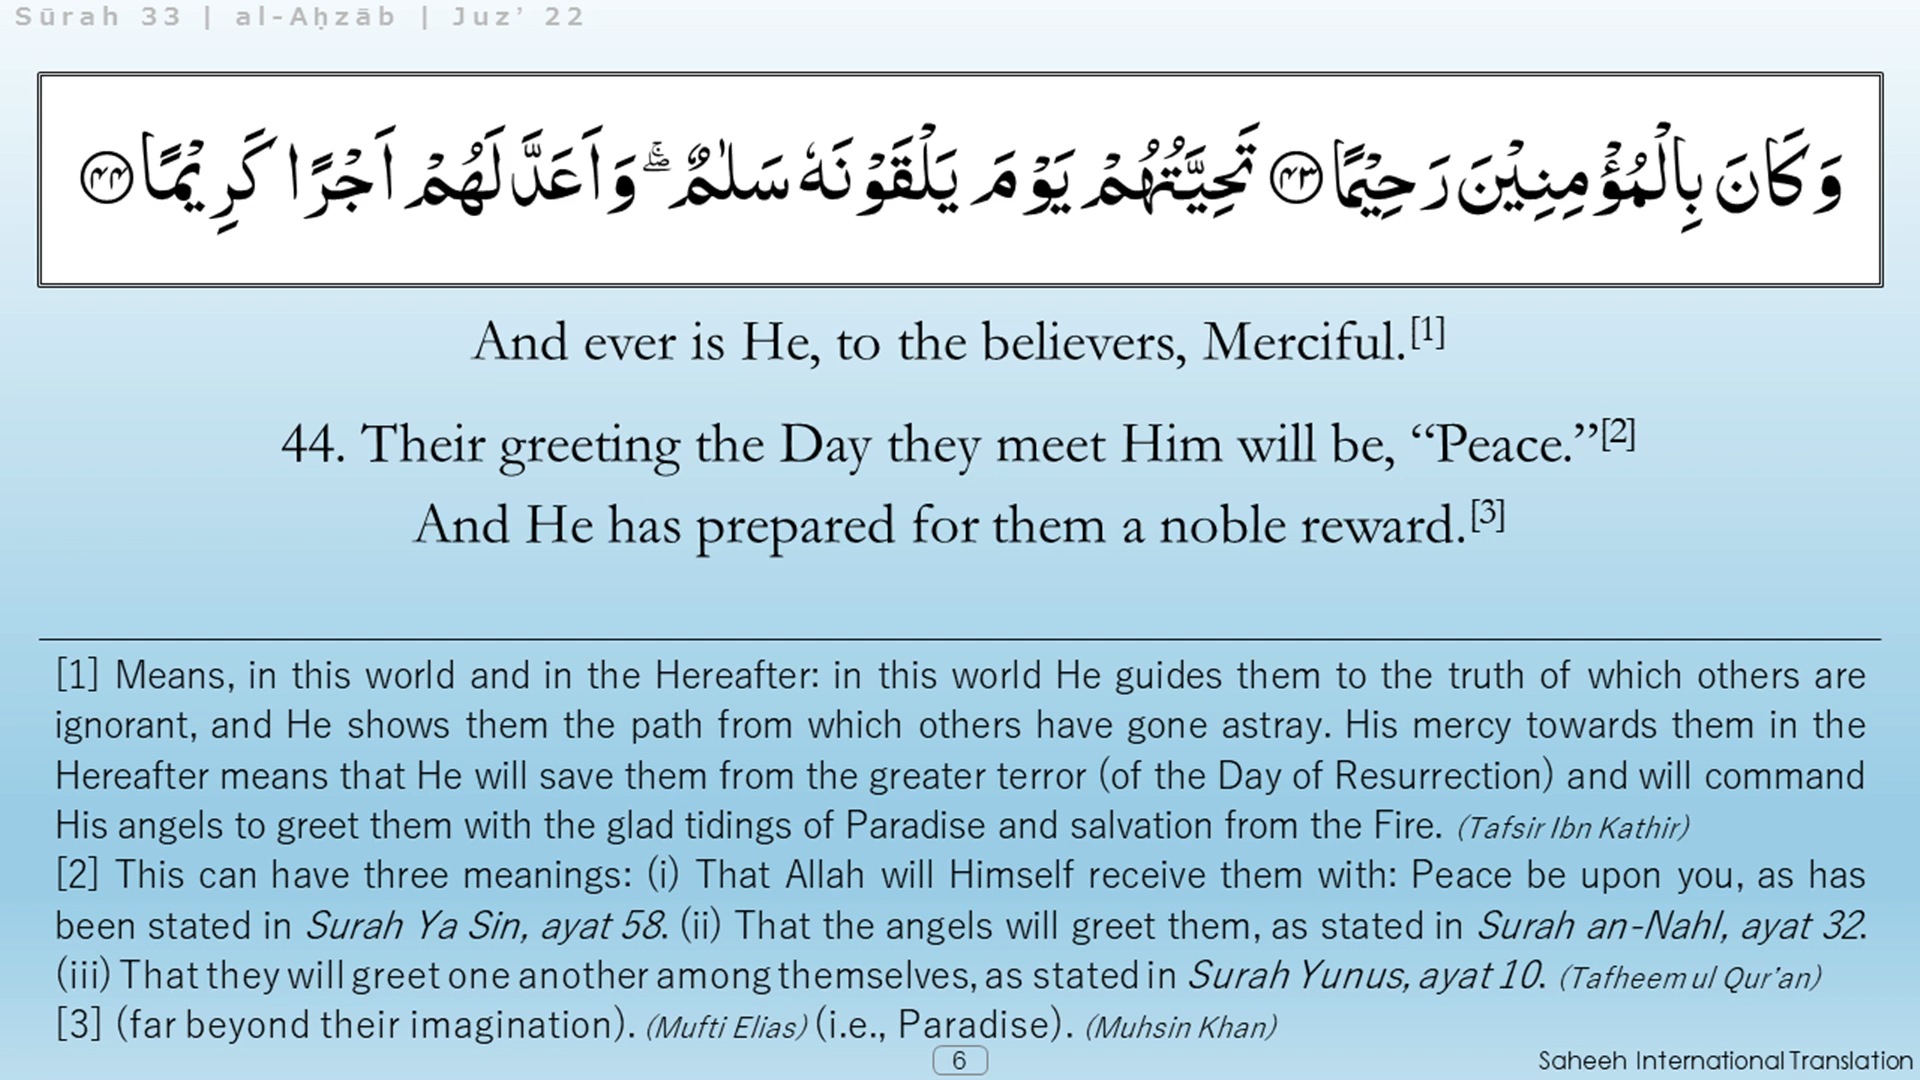 Sūrah 33 | al-Aḥzāb | Juz’ 22
وَكَانَ بِالْمُؤْمِنِيْنَ رَحِيْمًا ﴿۴۳﴾ تَحِيَّتُهُمْ يَوْمَ يَلْقَوْنَهٗ سَلٰمٌ ۖۚ وَاَعَدَّ لَهُمْ اَجْرًا كَرِيْمًا ﴿۴۴﴾
And ever is He, to the believers, Merciful.[1]
44. Their greeting the Day they meet Him will be, “Peace.”[2]
And He has prepared for them a noble reward.[3]
[1] Means, in this world and in the Hereafter: in this world He guides them to the truth of which others are
ignorant, and He shows them the path from which others have gone astray. His mercy towards them in the
Hereafter means that He will save them from the greater terror (of the Day of Resurrection) and will command
His angels to greet them with the glad tidings of Paradise and salvation from the Fire. (Tafsir Ibn Kathir)
[2] This can have three meanings: (i) That Allah will Himself receive them with: Peace be upon you, as has
been stated in Surah Ya Sin, ayat 58. (ii) That the angels will greet them, as stated in Surah an-Nahl, ayat 32.
(iii) That they will greet one another among themselves, as stated in Surah Yunus, ayat 10. (Tafheem ul Qur’an)
[3] (far beyond their imagination). (Mufti Elias) (i.e., Paradise). (Muhsin Khan)
6
Saheeh International Translation